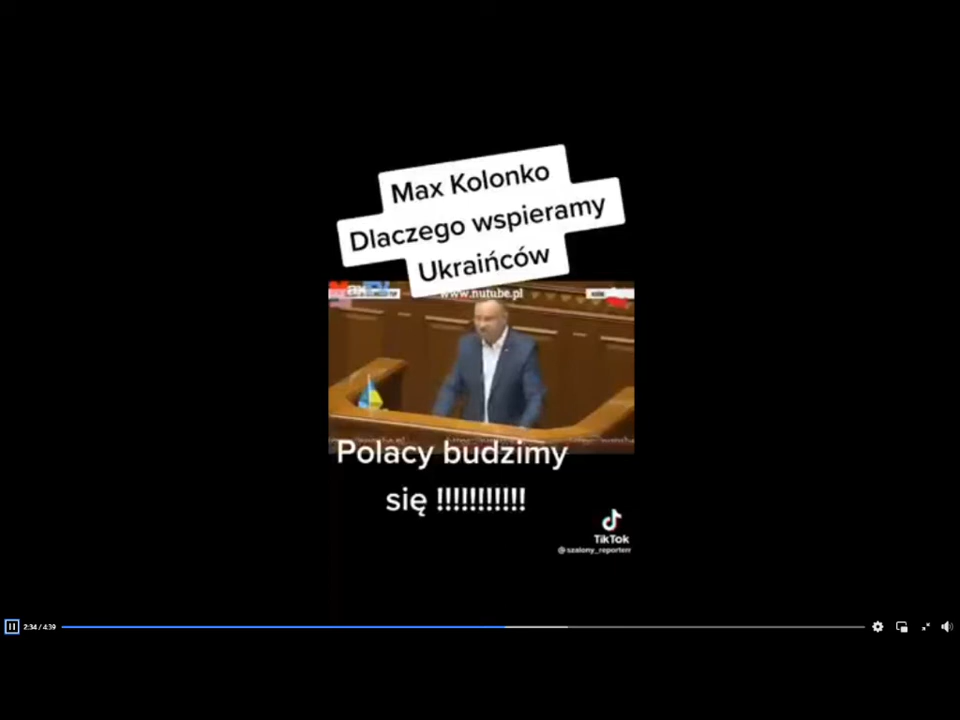 Max Kolonko
Dlaczego wspieramy
Ukraińców
www.nutube.pl
Polacy budzimy
się !!!!!!!!!!!
TikTok
@szalony_reporterr
2:34 / 4:39